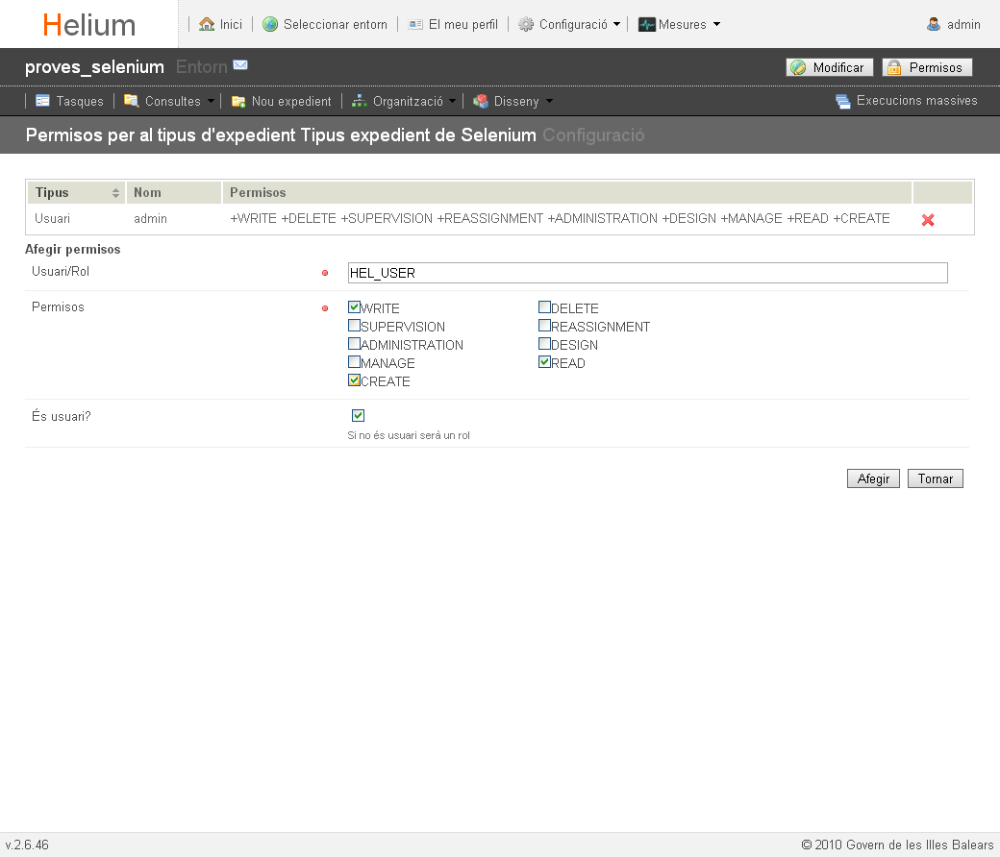 Helium
Inici
Seleccionar entorn
El meu perfil
Configuració
Mesures
admin
proves_selenium Entorn
Modificar
Permisos
Tasques
Consultes
Nou expedient
Organització
Disseny
Execucions massives
Permisos per al tipus d'expedient Tipus expedient de Selenium Configuració
Tipus Nom Permisos
Usuari admin +WRITE +DELETE +SUPERVISION +REASSIGNMENT +ADMINISTRATION +DESIGN +MANAGE +READ +CREATE
Afegir permisos
Usuari/Rol HEL_USER
Permisos WRITE DELETE
SUPERVISION REASSIGNMENT
ADMINISTRATION DESIGN
MANAGE READ
CREATE
És usuari?
Si no és usuari serà un rol
Afegir Tornar
v.2.6.46 © 2010 Govern de les Illes Balears